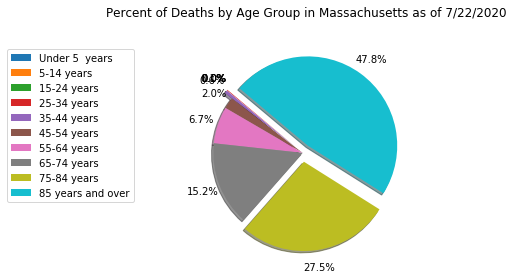 Percent of Deaths by Age Group in Massachusetts as of 7/22/2020
Under 5  years
5-14 years
15-24 years
25-34 years
35-44 years
45-54 years
55-64 years
65-74 years
75-84 years
85 years and over
0.0%
2.0%
6.7%
15.2%
27.5%
47.8%